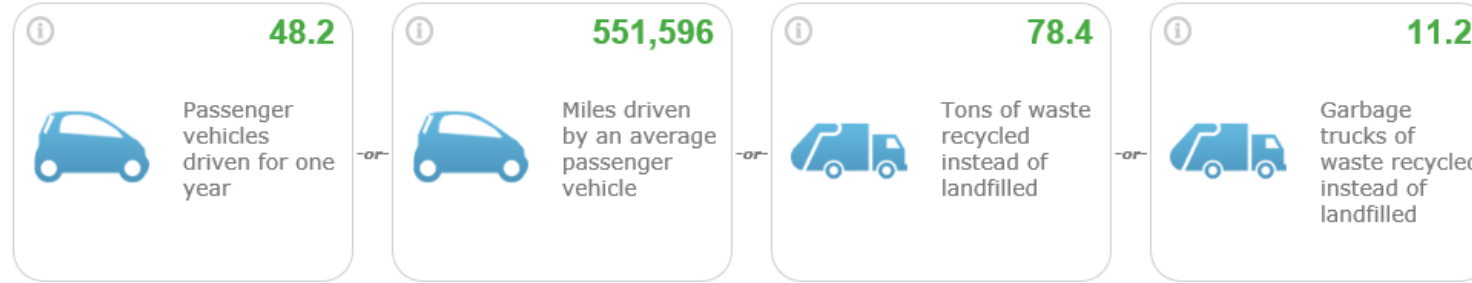 48.2
Passenger
vehicles
driven for one
year
-or-
551,596
Miles driven
by an average
passenger
vehicle
-or-
78.4
Tons of waste
recycled
instead of
landfilled
-or-
11.2
Garbage
trucks of
waste recycled
instead of
landfilled